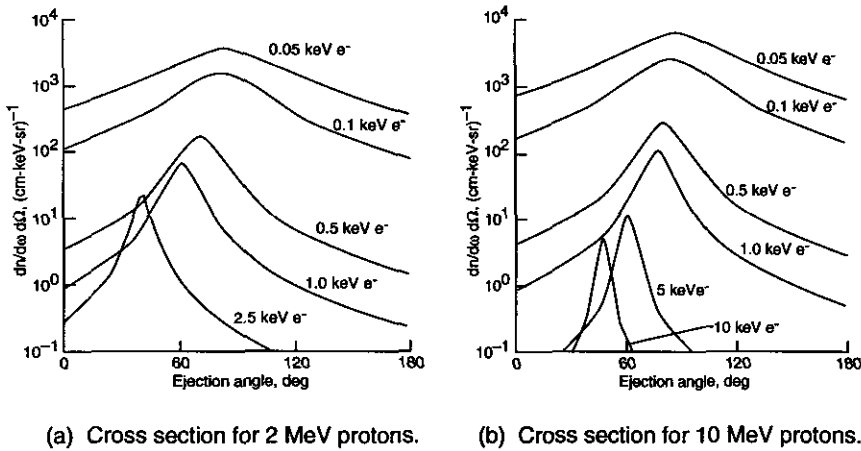 10⁴
10³
10²
10¹
10⁰
10⁻¹
dn/dω dΩ, (cm-keV-sr)⁻¹
0.05 keV e⁻
0.1 keV e⁻
0.5 keV e⁻
1.0 keV e⁻
2.5 keV e⁻
0 60 120 180
Ejection angle, deg
(a) Cross section for 2 MeV protons.
10⁴
10³
10²
10¹
10⁰
10⁻¹
dn/dω dΩ, (cm-keV-sr)⁻¹
0.05 keV e⁻
0.1 keV e⁻
0.5 keV e⁻
1.0 keV e⁻
5 keVe⁻
10 keV e⁻
0 60 120 180
Ejection angle, deg
(b) Cross section for 10 MeV protons.